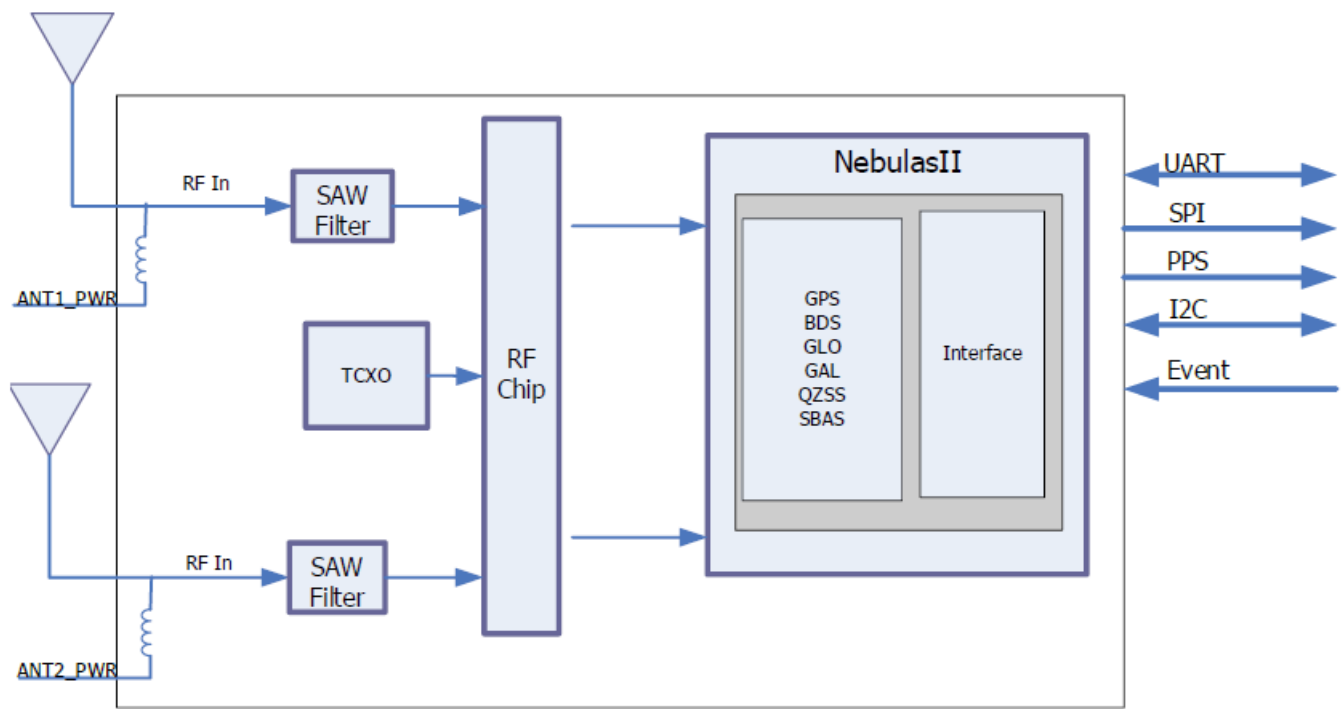 NebulasII
UART
SPI
PPS
I2C
Event
RF In
SAW
Filter
ANT1_PWR
TCXO
RF
Chip
GPS
BDS
GLO
GAL
QZSS
SBAS
Interface
RF In
SAW
Filter
ANT2_PWR